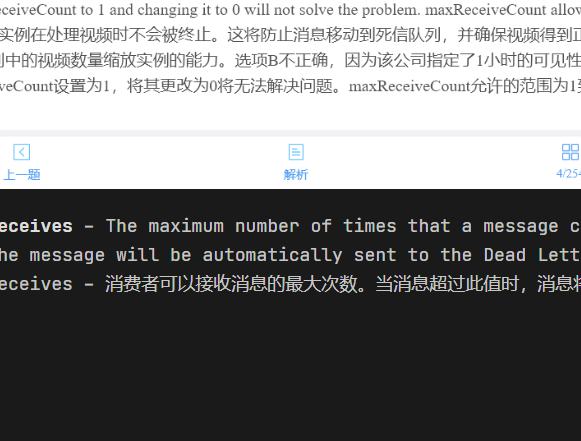 ceiveCount to 1 and changing it to 0 will not solve the problem. maxReceiveCount allow
实例在处理视频时不会被终止。这将防止消息移动到死信队列，并确保视频得到正
列中的视频数量缩放实例的能力。选项B不正确，因为该公司指定了1小时的可见性
veCount设置为1，将其更改为0将无法解决问题。maxReceiveCount允许的范围为1到
上一题
解析
4/254
eceives – The maximum number of times that a message c
he message will be automatically sent to the Dead Lett
eceives – 消费者可以接收消息的最大次数。当消息超过此值时，消息将